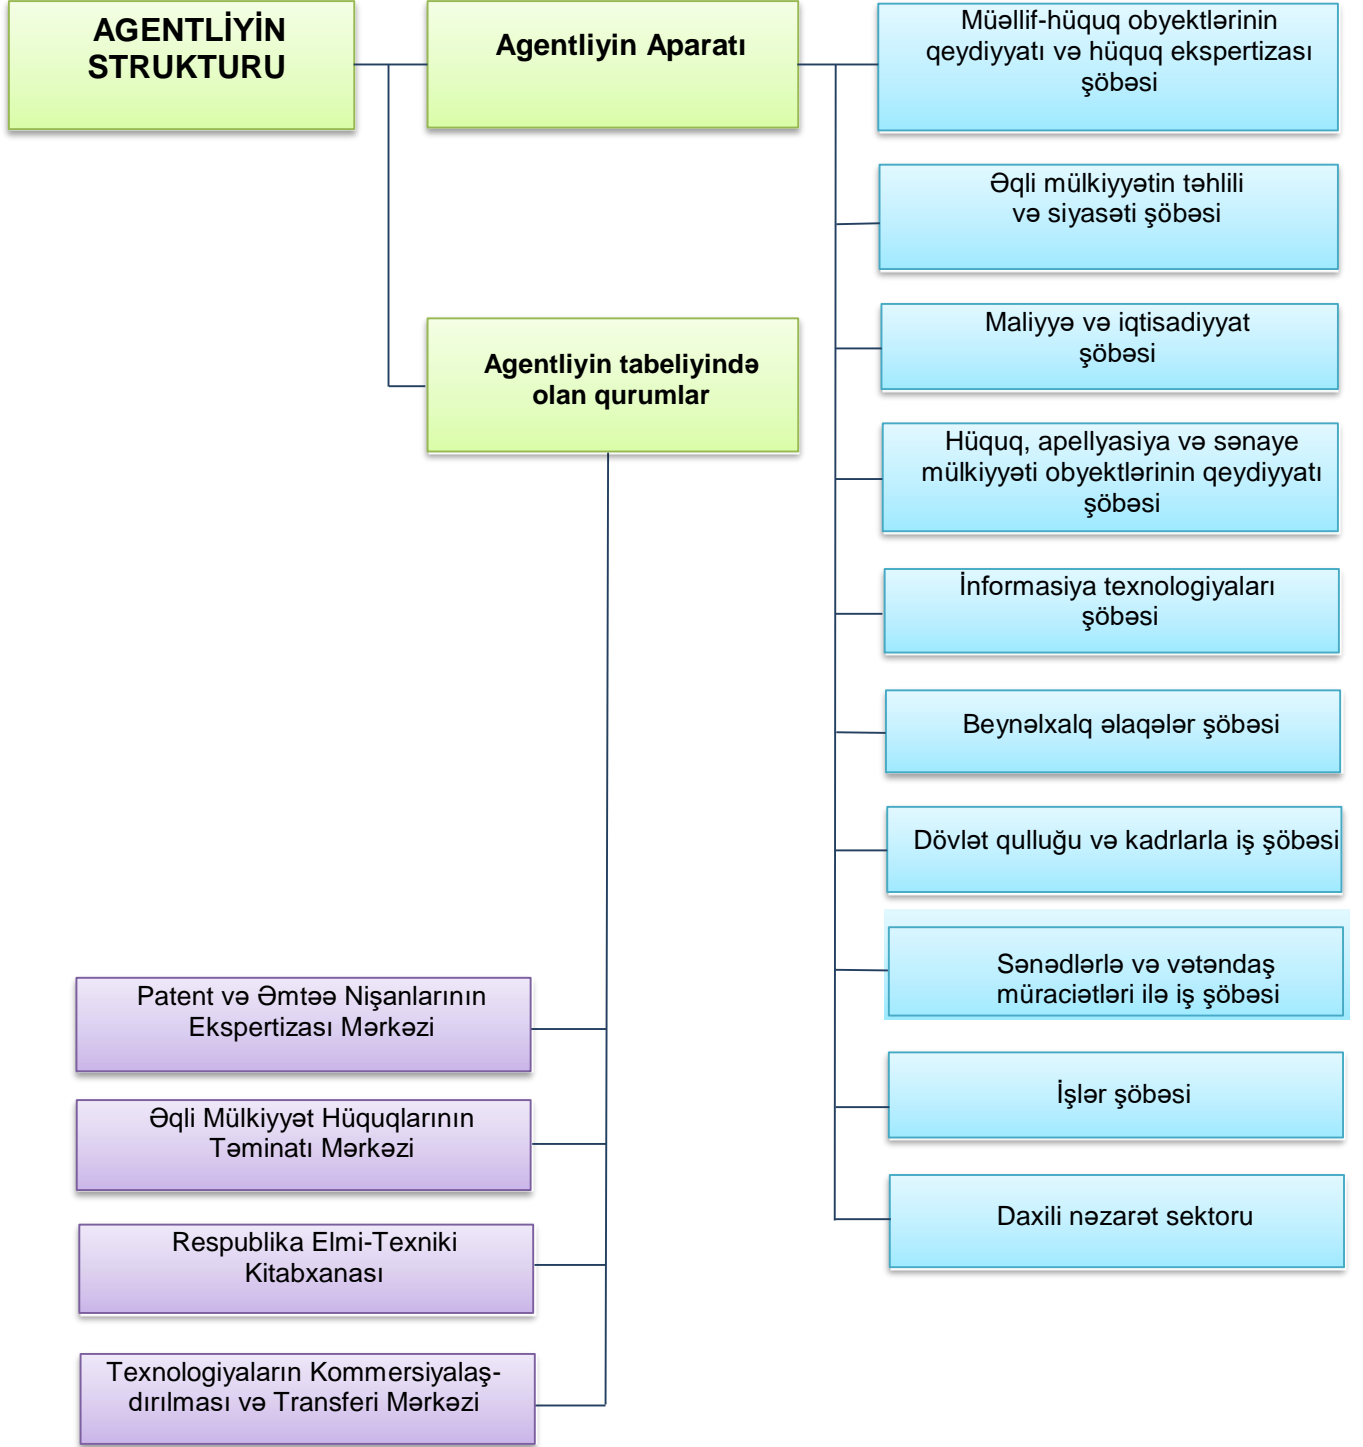 AGENTLİYİN
STRUKTURU
Agentliyin Aparatı
Müəllif-hüquq obyektlərinin
qeydiyyatı və hüquq ekspertizası
şöbəsi
Əqli mülkiyyətin təhlili
və siyasəti şöbəsi
Maliyyə və iqtisadiyyat
şöbəsi
Agentliyin tabeliyində
olan qurumlar
Hüquq, apellyasiya və sənaye
mülkiyyəti obyektlərinin qeydiyyatı
şöbəsi
İnformasiya texnologiyaları
şöbəsi
Beynəlxalq əlaqələr şöbəsi
Dövlət qulluğu və kadrlarla iş şöbəsi
Sənədlərlə və vətəndaş
müraciətləri ilə iş şöbəsi
İşlər şöbəsi
Daxili nəzarət sektoru
Patent və Əmtəə Nişanlarının
Ekspertizası Mərkəzi
Əqli Mülkiyyət Hüquqlarının
Təminatı Mərkəzi
Respublika Elmi-Texniki
Kitabxanası
Texnologiyaların Kommersiyalaş-
dırılması və Transferi Mərkəzi